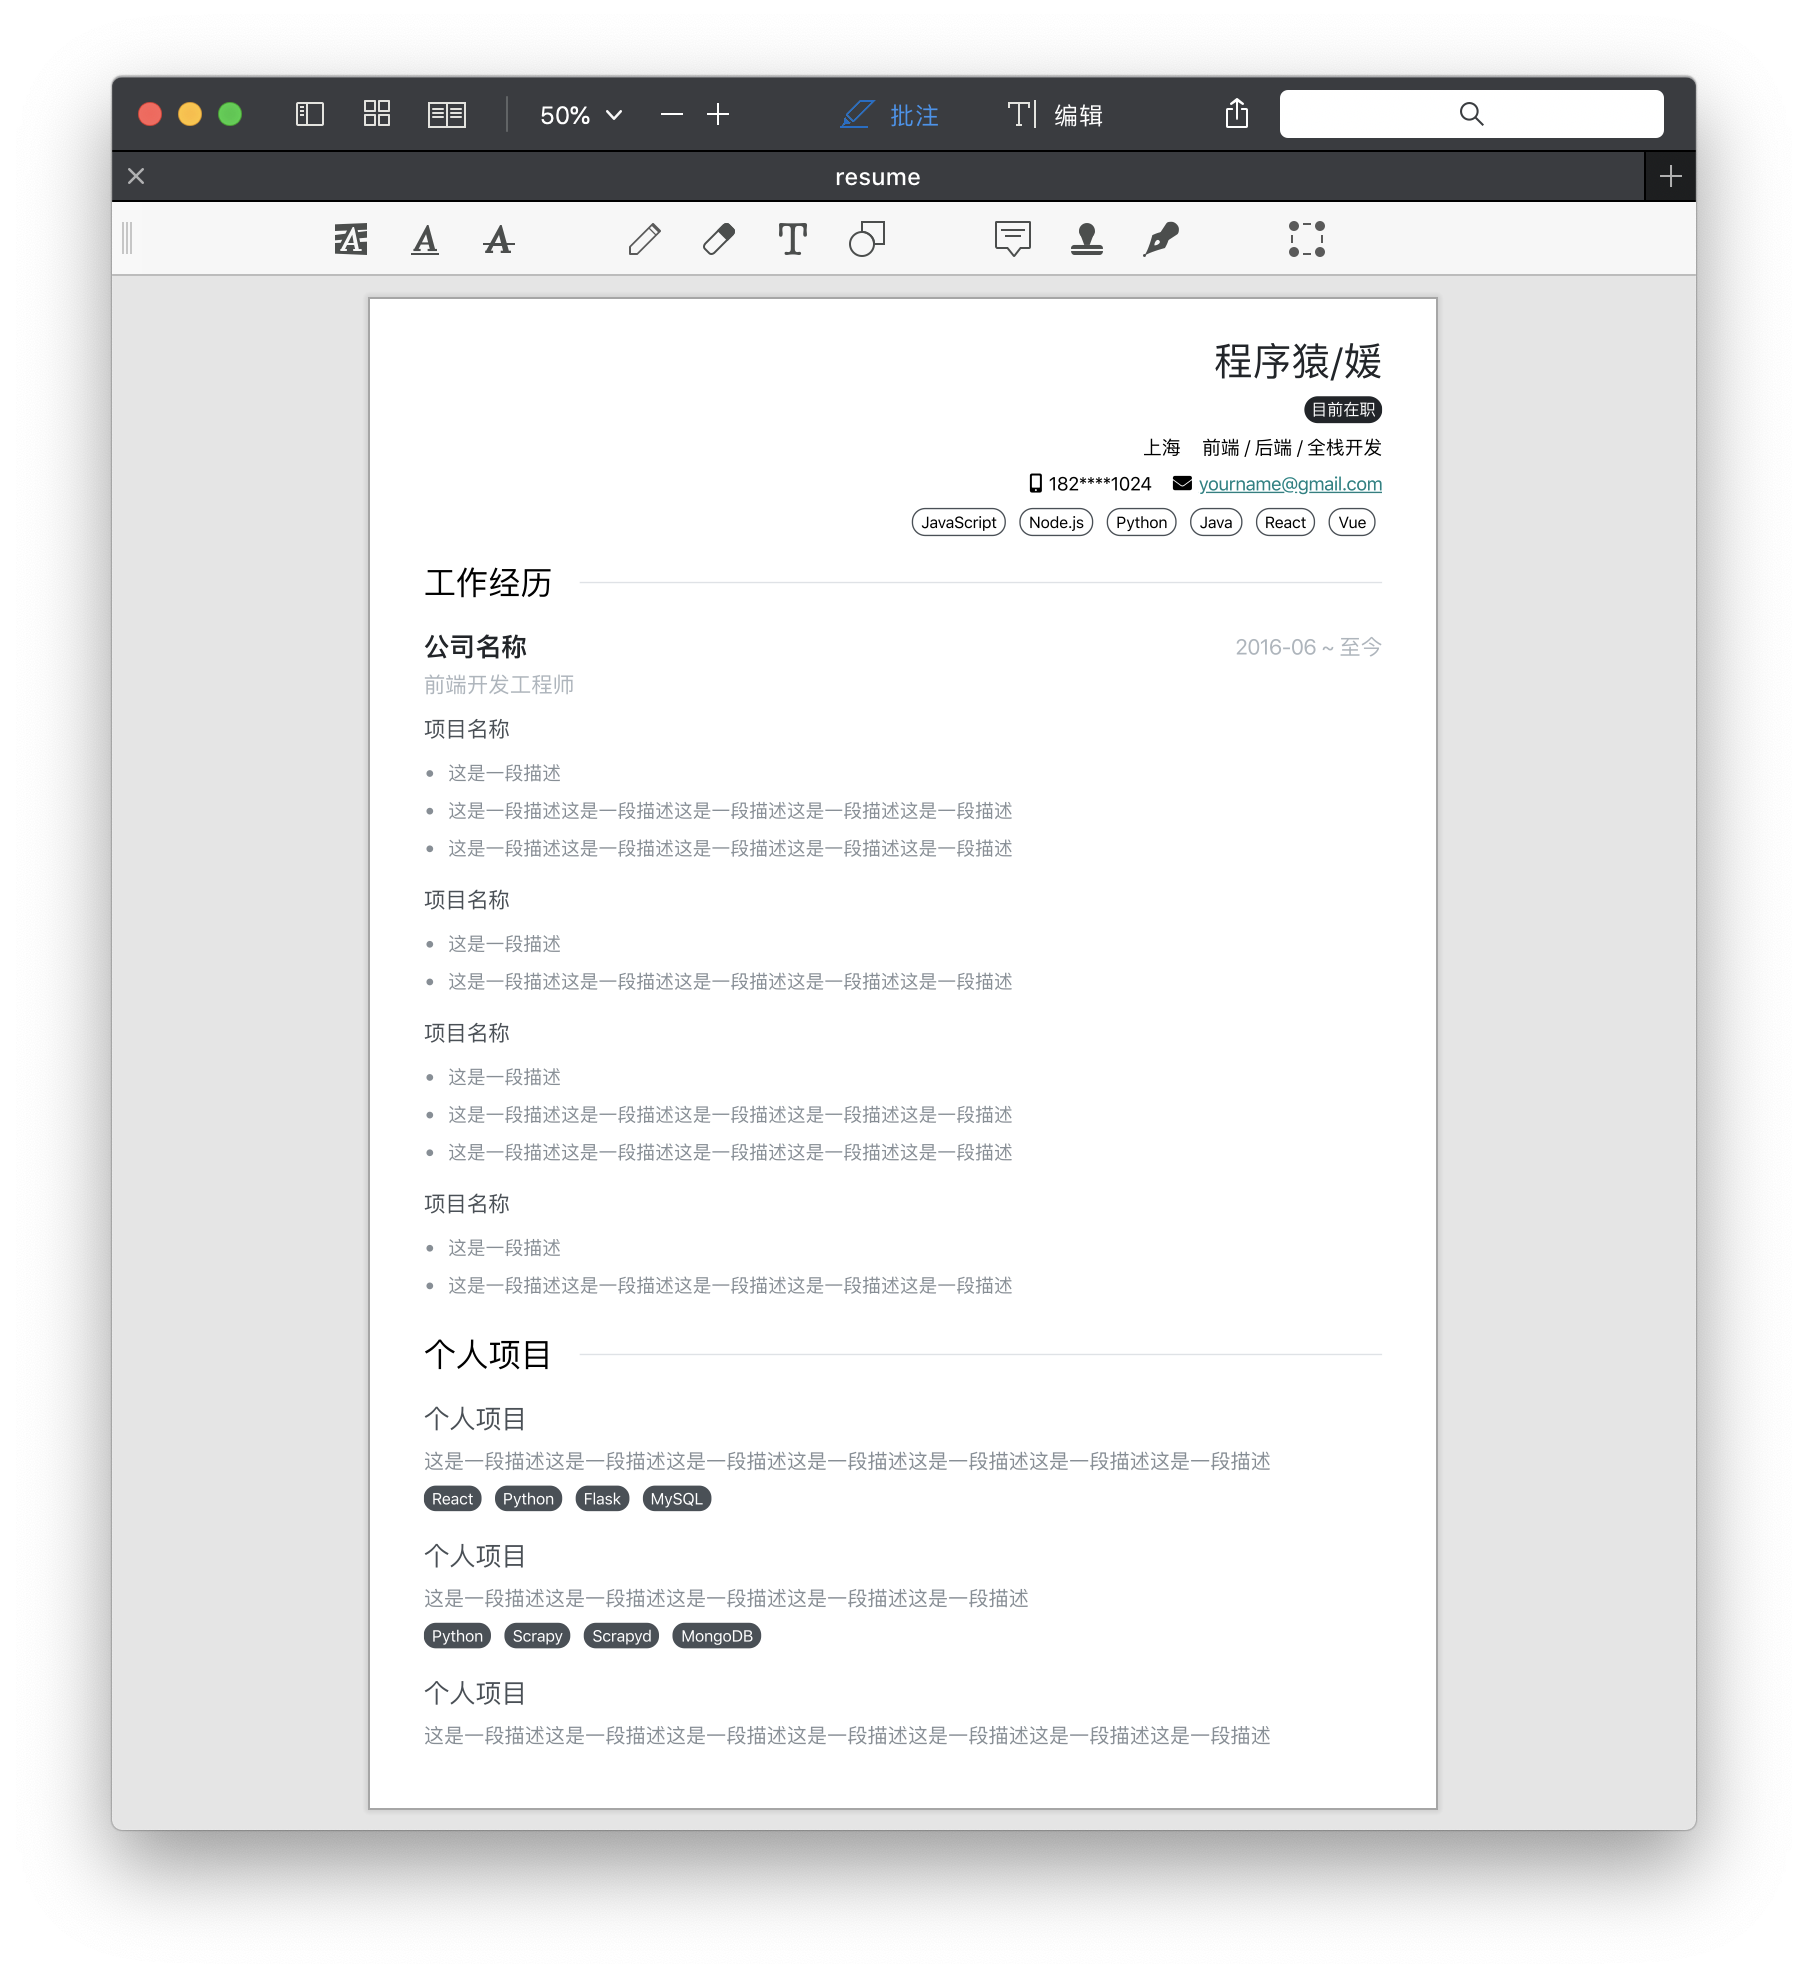 50% 批注 编辑
resume
程序猿/媛
目前在职
上海 前端 / 后端 / 全栈开发
182****1024 yourname@gmail.com
JavaScript Node.js Python Java React Vue
工作经历
公司名称 2016-06 ~ 至今
前端开发工程师
项目名称
• 这是一段描述
• 这是一段描述这是一段描述这是一段描述这是一段描述这是一段描述
• 这是一段描述这是一段描述这是一段描述这是一段描述这是一段描述
项目名称
• 这是一段描述
• 这是一段描述这是一段描述这是一段描述这是一段描述这是一段描述
项目名称
• 这是一段描述
• 这是一段描述这是一段描述这是一段描述这是一段描述这是一段描述
• 这是一段描述这是一段描述这是一段描述这是一段描述这是一段描述
项目名称
• 这是一段描述
• 这是一段描述这是一段描述这是一段描述这是一段描述这是一段描述
个人项目
个人项目
这是一段描述这是一段描述这是一段描述这是一段描述这是一段描述这是一段描述这是一段描述
React Python Flask MySQL
个人项目
这是一段描述这是一段描述这是一段描述这是一段描述这是一段描述
Python Scrapy Scrapyd MongoDB
个人项目
这是一段描述这是一段描述这是一段描述这是一段描述这是一段描述这是一段描述这是一段描述